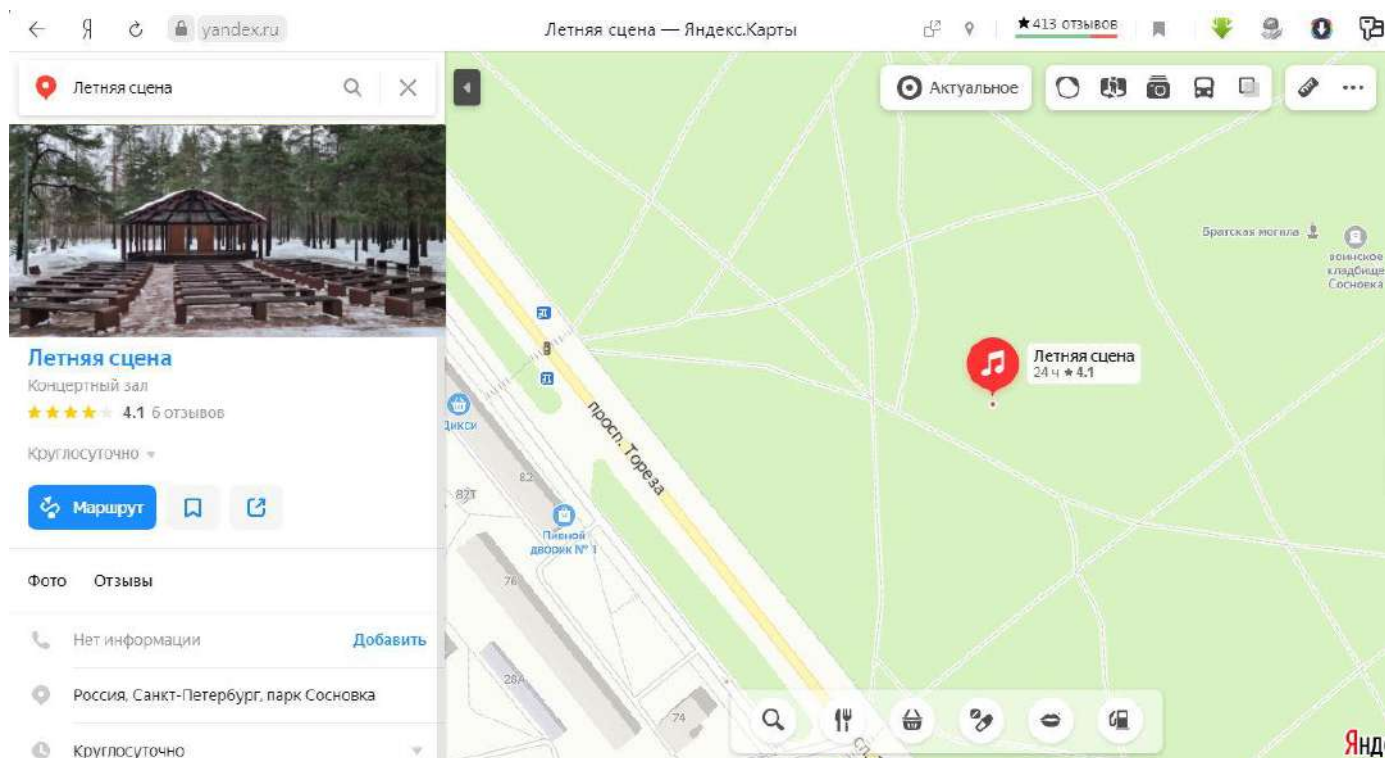 Я
yandex.ru
Летняя сцена — Яндекс.Карты
★413 отзывов
Летняя сцена
Актуальное
Летняя сцена
Концертный зал
4.1 6 отзывов
Круглосуточно
Маршрут
Фото Отзывы
Нет информации Добавить
Россия, Санкт-Петербург, парк Сосновка
Круглосуточно
Братская могила
воинское
кладбище
Сосновка
Летняя сцена
24 ч ★ 4.1
Дикси
просп. Тореза
82
82Т
Пивной
дворик № 1
76
28А
74
Янд